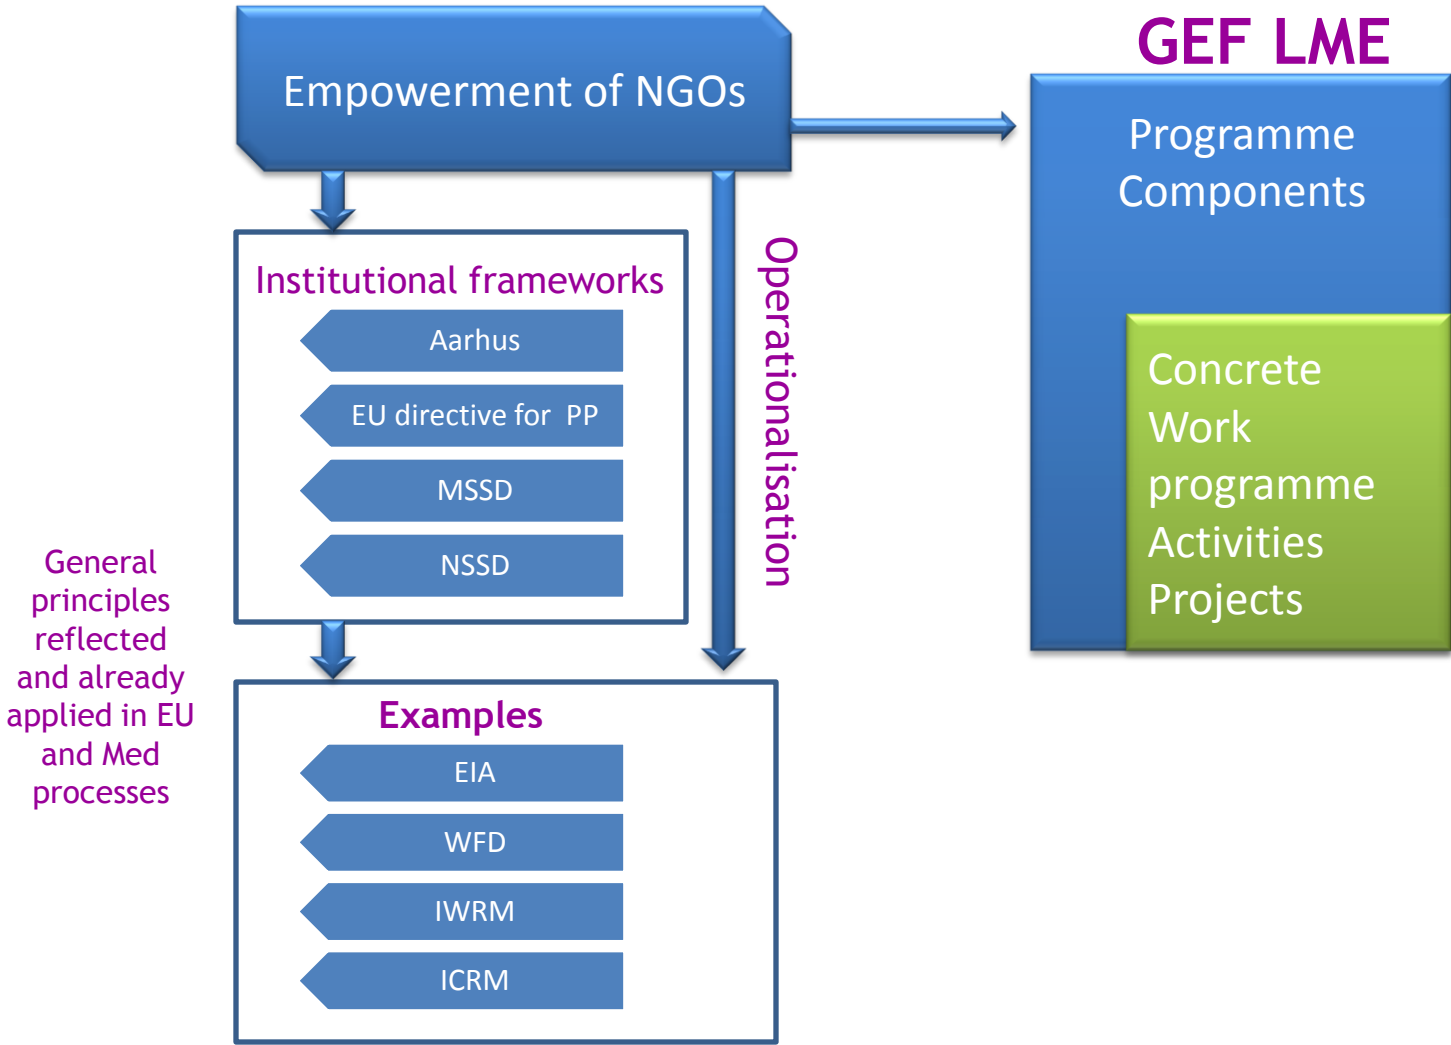 GEF LME
Empowerment of NGOs
Programme
Components
Institutional frameworks
Aarhus
EU directive for PP
MSSD
NSSD
Operationalisation
Concrete
Work
programme
Activities
Projects
General
principles
reflected
and already
applied in EU
and Med
processes
Examples
EIA
WFD
IWRM
ICRM